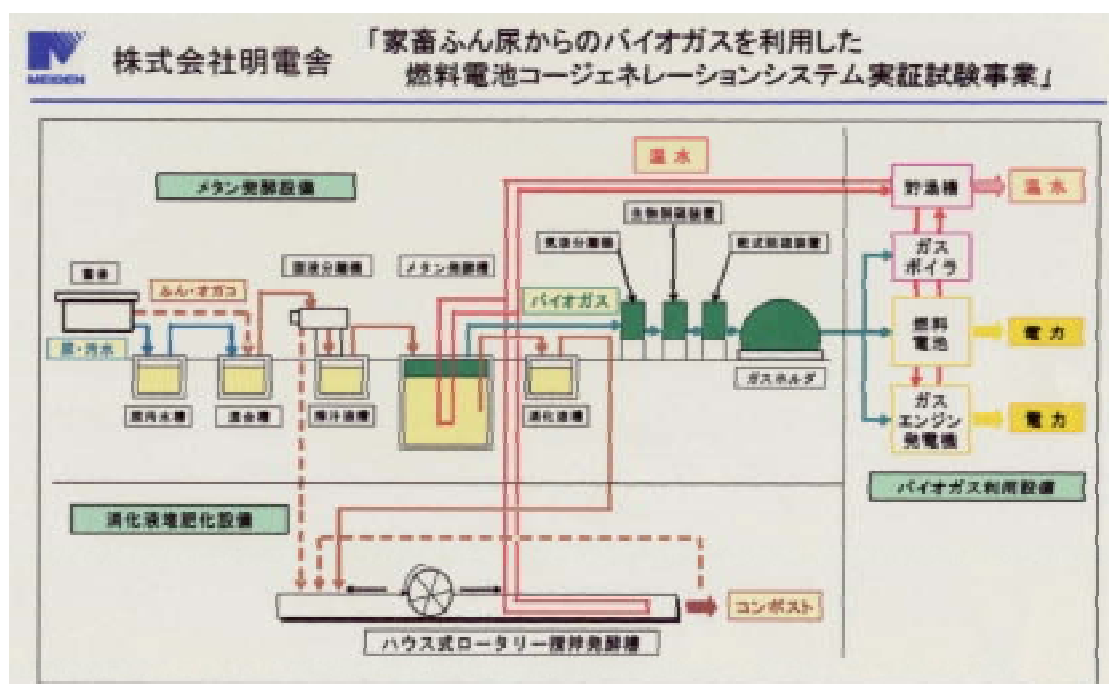 MEIDEN
株式会社明電舎
「家畜ふん尿からのバイオガスを利用した
燃料電池コージェネレーションシステム実証試験事業」
温水
メタン発酵設備
貯湯槽
温水
生物脱硫装置
気液分離器
乾式脱硫装置
ガス
ボイラ
畜舎
固液分離機
メタン発酵槽
ふん・オガコ
バイオガス
尿・汚水
燃料
電池
電力
ガスホルダ
尿汚水槽
混合槽
消化液槽
ガス
エンジン
発電機
電力
バイオガス利用設備
消化液堆肥化設備
コンポスト
ハウス式ロータリー攪拌発酵槽